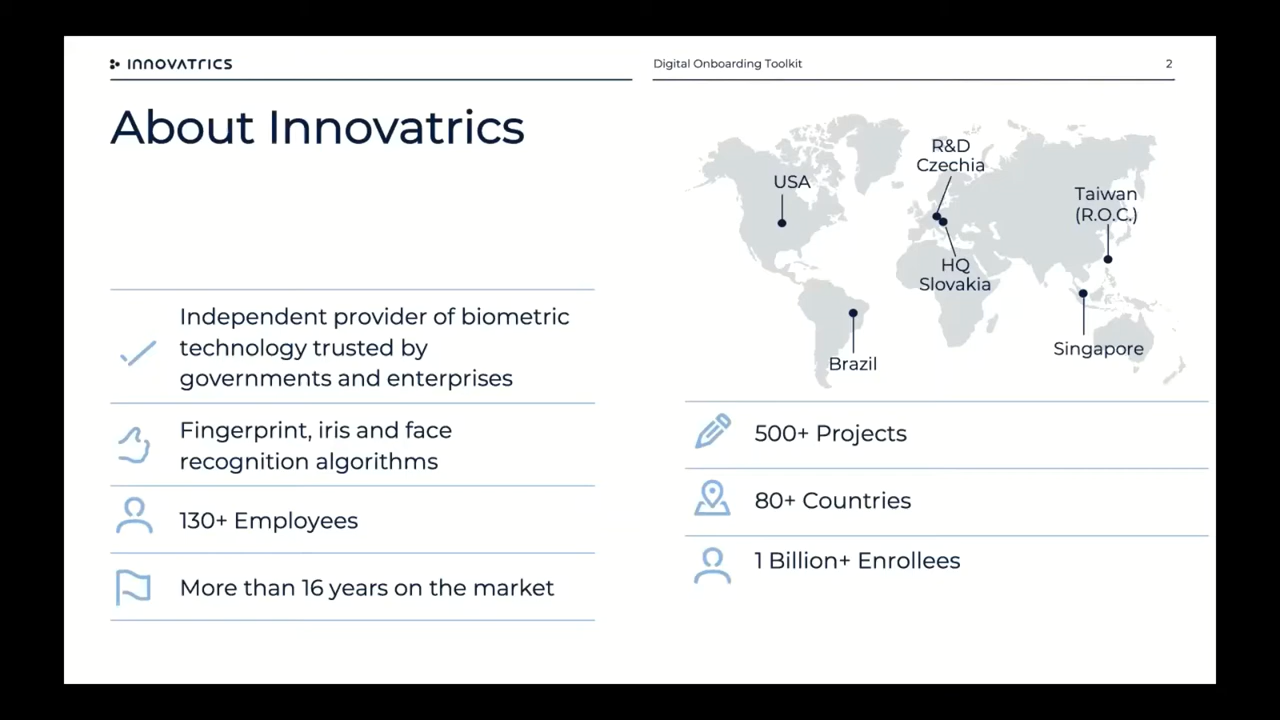 INNOVATRICS
Digital Onboarding Toolkit
2
About Innovatrics
Independent provider of biometric
technology trusted by
governments and enterprises
Fingerprint, iris and face
recognition algorithms
130+ Employees
More than 16 years on the market
USA
R&D
Czechia
Taiwan
(R.O.C.)
HQ
Slovakia
Brazil
Singapore
500+ Projects
80+ Countries
1 Billion+ Enrollees